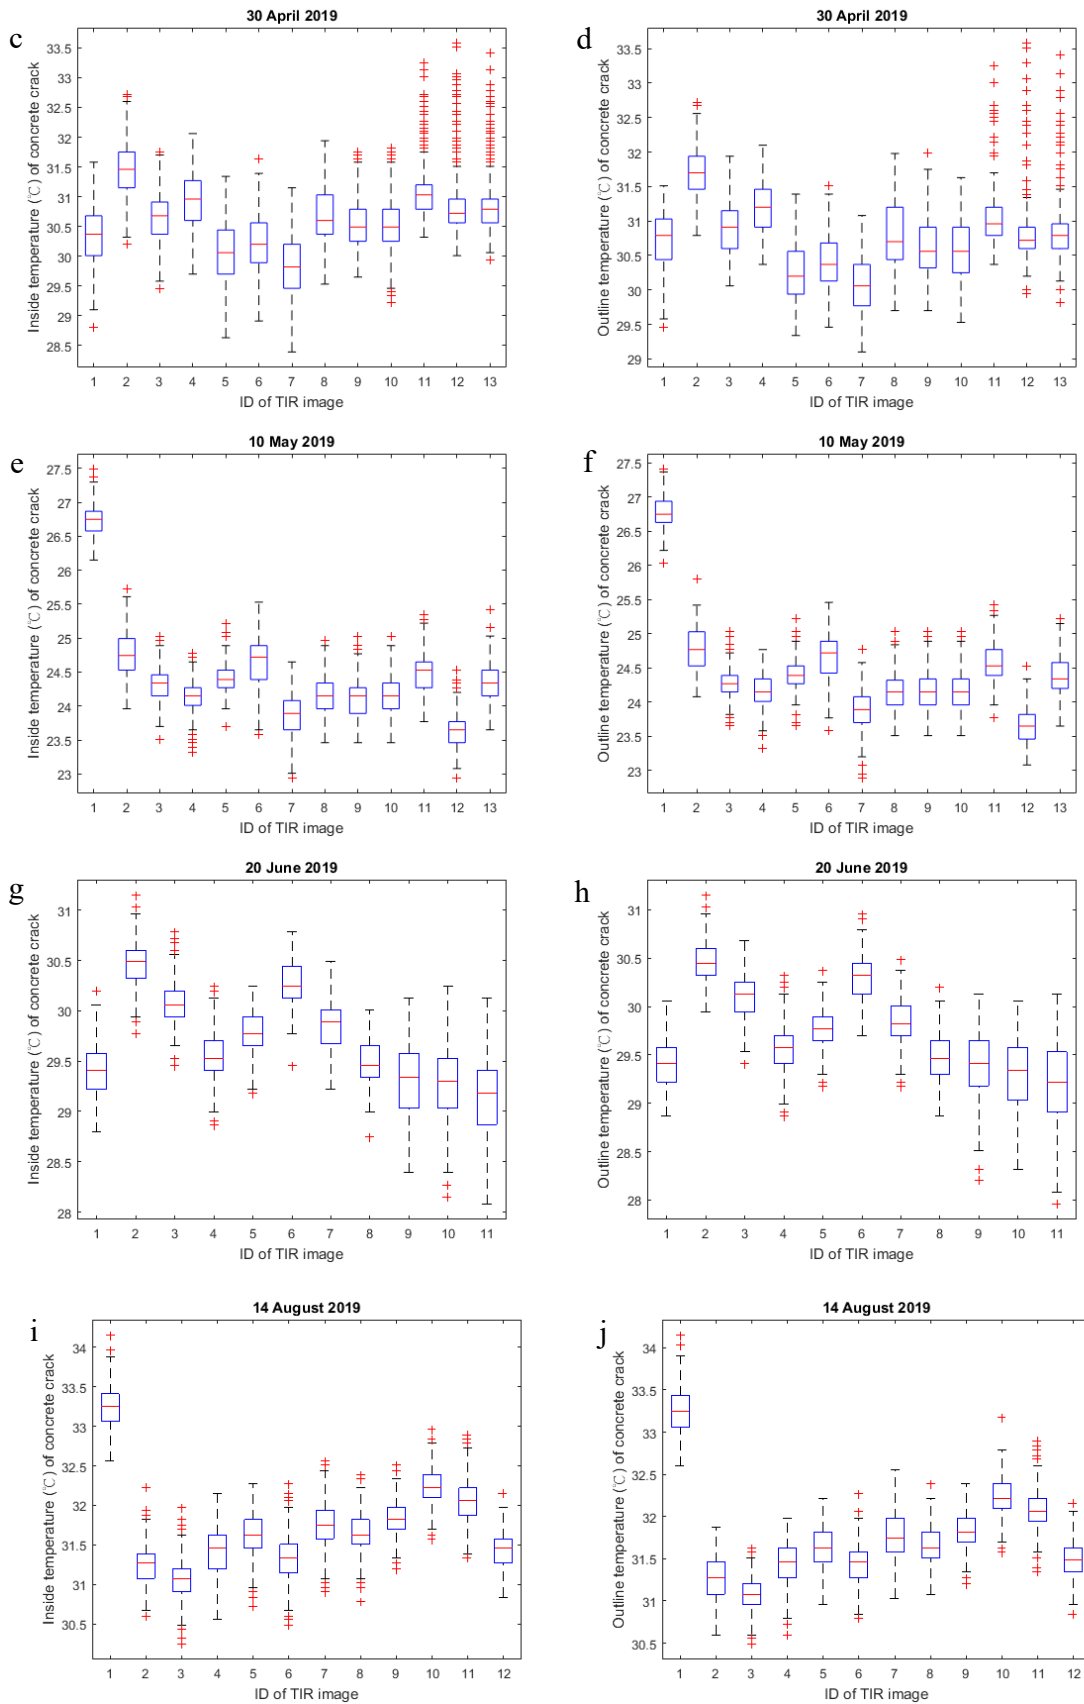 c
30 April 2019
33.5
33
32.5
32
31.5
31
30.5
30
29.5
29
28.5
Inside temperature (℃) of concrete crack
1 2 3 4 5 6 7 8 9 10 11 12 13
ID of TIR image
d
30 April 2019
33.5
33
32.5
32
31.5
31
30.5
30
29.5
29
Outline temperature (℃) of concrete crack
1 2 3 4 5 6 7 8 9 10 11 12 13
ID of TIR image
e
10 May 2019
27.5
27
26.5
26
25.5
25
24.5
24
23.5
23
Inside temperature (℃) of concrete crack
1 2 3 4 5 6 7 8 9 10 11 12 13
ID of TIR image
f
10 May 2019
27.5
27
26.5
26
25.5
25
24.5
24
23.5
23
Outline temperature (℃) of concrete crack
1 2 3 4 5 6 7 8 9 10 11 12 13
ID of TIR image
g
20 June 2019
31
30.5
30
29.5
29
28.5
28
Inside temperature (℃) of concrete crack
1 2 3 4 5 6 7 8 9 10 11
ID of TIR image
h
20 June 2019
31
30.5
30
29.5
29
28.5
28
Outline temperature (℃) of concrete crack
1 2 3 4 5 6 7 8 9 10 11
ID of TIR image
i
14 August 2019
34
33.5
33
32.5
32
31.5
31
30.5
Inside temperature (℃) of concrete crack
1 2 3 4 5 6 7 8 9 10 11 12
ID of TIR image
j
14 August 2019
34
33.5
33
32.5
32
31.5
31
30.5
Outline temperature (℃) of concrete crack
1 2 3 4 5 6 7 8 9 10 11 12
ID of TIR image